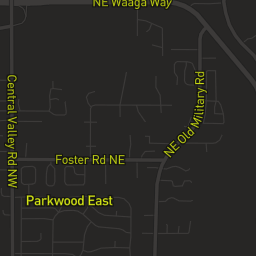 NE Waaga Way
Central Valley Rd NW
NE Old Military Rd
Foster Rd NE
Parkwood East